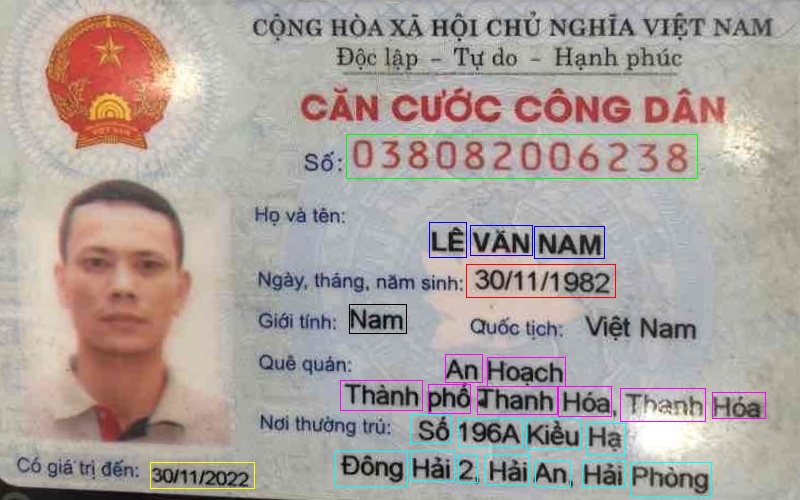 CỘNG HÒA XÃ HỘI CHỦ NGHĨA VIỆT NAM
Độc lập - Tự do - Hạnh phúc
CĂN CƯỚC CÔNG DÂN
Số: 038082006238
Họ và tên:
LÊ VĂN NAM
Ngày, tháng, năm sinh: 30/11/1982
Giới tính: Nam Quốc tịch: Việt Nam
Quê quán: An Hoạch
Thành phố Thanh Hóa, Thanh Hóa
Nơi thường trú: Số 196A Kiều Hạ
Đông Hải 2, Hải An, Hải Phòng
Có giá trị đến: 30/11/2022